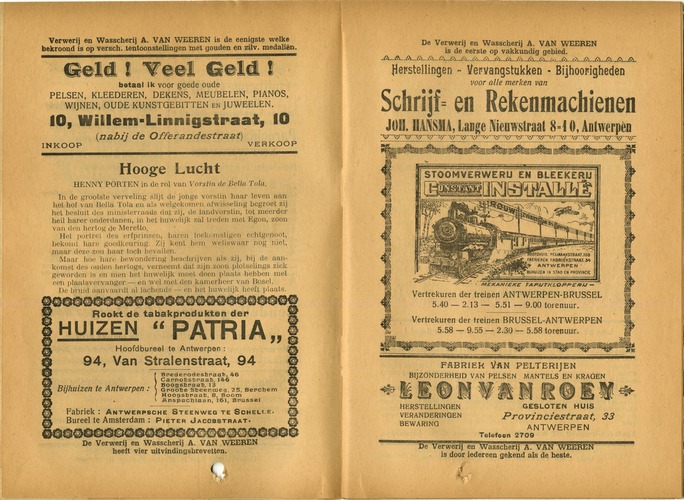 Verwerij en Wasscherij A. VAN WEEREN is de eenigste welke
bekroond is op versch. tentoonstellingen met gouden en zilv. medaliën.
Geld ! Veel Geld !
betaal ik voor goede oude
PELSEN, KLEEDEREN, DEKENS, MEUBELEN, PIANOS,
WIJNEN, OUDE KUNSTGEBITTEN EN JUWEELEN.
10, Willem-Linnigstraat, 10
(nabij de Offerandestraat)
INKOOP VERKOOP
Hooge Lucht
HENNY PORTEN in de rol van Vorstin de Bella Tola.
In de grootste verveling slijt de jonge vorstin haar leven aan
het hof van Bella Tola en als welgekomen afwisseling begroet zij
het besluit des ministerraads dat zij, de landvorstin, tot meerder
heil harer onderdanen, in het huwelijk zal treden met Egon, zoon
van den hertog de Merello.
Het portret des erfprinsen, haren toekomstigen echtgenoot,
bekomt hare goedkeuring. Zij kent hem weliswaar nog niet,
maar deze zou haar toch bevallen.
Maar hoe hare bewondering beschrijven als zij, bij de aan-
komst des ouden hertogs, verneemt dat zijn zoon plotselings ziek
geworden is en men het huwelijk moet doen plaats hebben met
een plaatsvervanger — en wel met den kamerheer van Bosel.
De bruid aanvaardt al lachende — en het huwelijk heeft plaats.
Rookt de tabakprodukten der
HUIZEN "PATRIA"
Hoofdbureel te Antwerpen :
94, Van Stralenstraat, 94
Bijhuizen te Antwerpen :
Brederodestraat, 46
Carnotstraat, 146
Boogstraat, 13
Groote Steenweg, 25, Berchem
Hoogstraat, 8, Boom
Anspachlaan, 161, Brussel
Fabriek : ANTWERPSCHE STEENWEG TE SCHELLE.
Bureel te Amsterdam : PIETER JACOBSTRAAT.
De Verwerij en Wasscherij A. VAN WEEREN
heeft vier uitvindingsbrevetten.
De Verwerij en Wasscherij A. VAN WEEREN
is de eerste op vakkundig gebied.
Herstellingen - Vervangstukken - Bijhoorigheden
voor alle merken van
Schrijf- en Rekenmachienen
JOH. HANSMA, Lange Nieuwstraat 8-10, Antwerpen
STOOMVERWERIJ EN BLEEKERIJ
CONSTANT INSTALLÉ
ROUW
ANTWERPEN
BUREELEN IN STAD EN PROVINCIE
MEKANIEKE TAPIJTKLOPPERIJ
Vertrekuren der treinen ANTWERPEN-BRUSSEL
5.40 — 2.13 — 5.51 — 9.00 torenuur.
Vertrekuren der treinen BRUSSEL-ANTWERPEN
5.58 — 9.55 — 2.30 — 5.58 torenuur.
FABRIEK VAN PELTERIJEN
BIJZONDERHEID VAN PELSEN MANTELS EN KRAGEN
LEON VAN ROEY
HERSTELLINGEN GESLOTEN HUIS
VERANDERINGEN Provinciestraat, 33
BEWARING ANTWERPEN
Telefoon 2709
De Verwerij en Wasscherij A. VAN WEEREN
is door iedereen gekend als de beste.